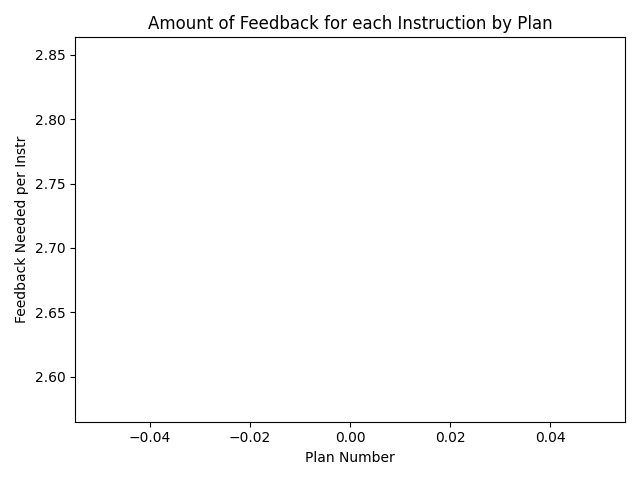 Amount of Feedback for each Instruction by Plan
2.85
2.80
2.75
2.70
2.65
2.60
Feedback Needed per Instr
−0.04 −0.02 0.00 0.02 0.04
Plan Number